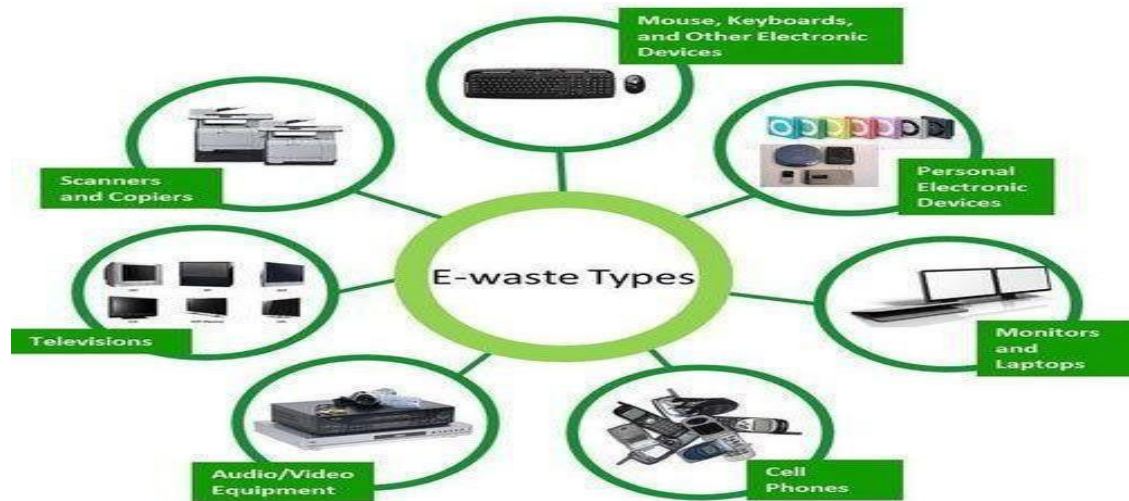 Mouse, Keyboards,
and Other Electronic
Devices
Scanners
and Copiers
Personal
Electronic
Devices
E-waste Types
Televisions
Monitors
and
Laptops
Audio/Video
Equipment
Cell
Phones